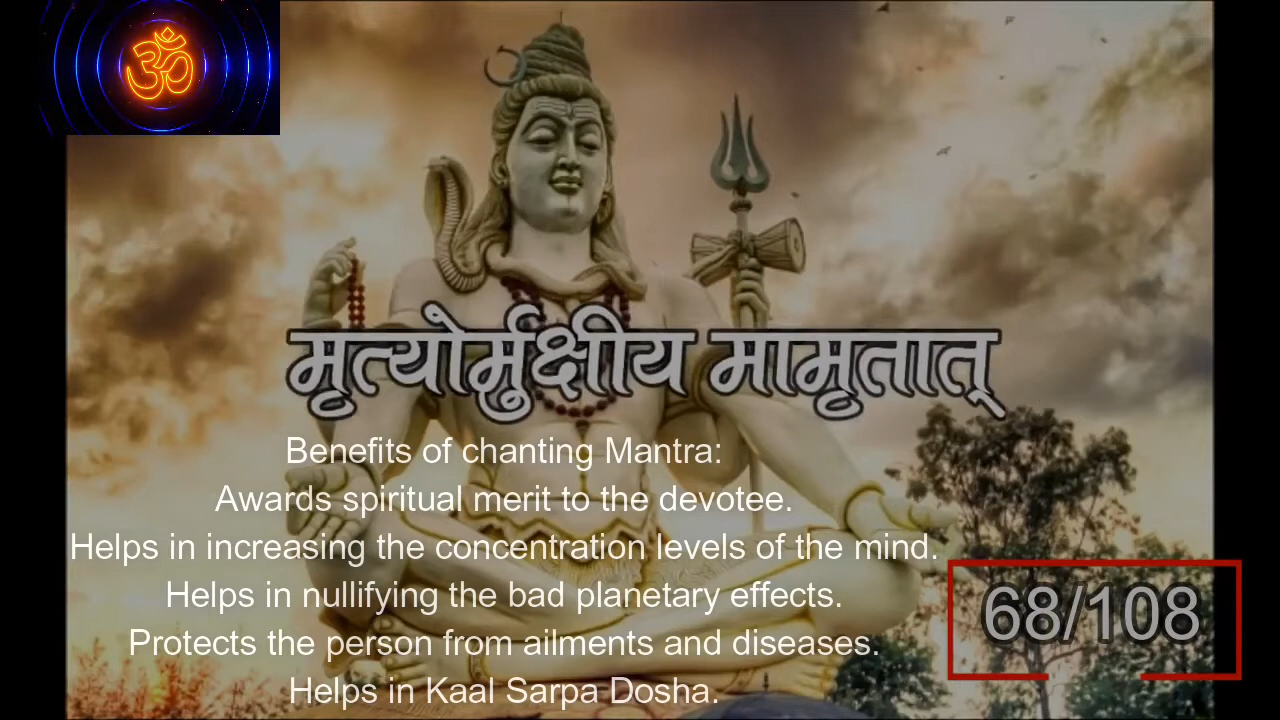 ॐ
मृत्योर्मुक्षीय मामृतात्
Benefits of chanting Mantra:
Awards spiritual merit to the devotee.
Helps in increasing the concentration levels of the mind.
Helps in nullifying the bad planetary effects.
Protects the person from ailments and diseases.
Helps in Kaal Sarpa Dosha.
68/108